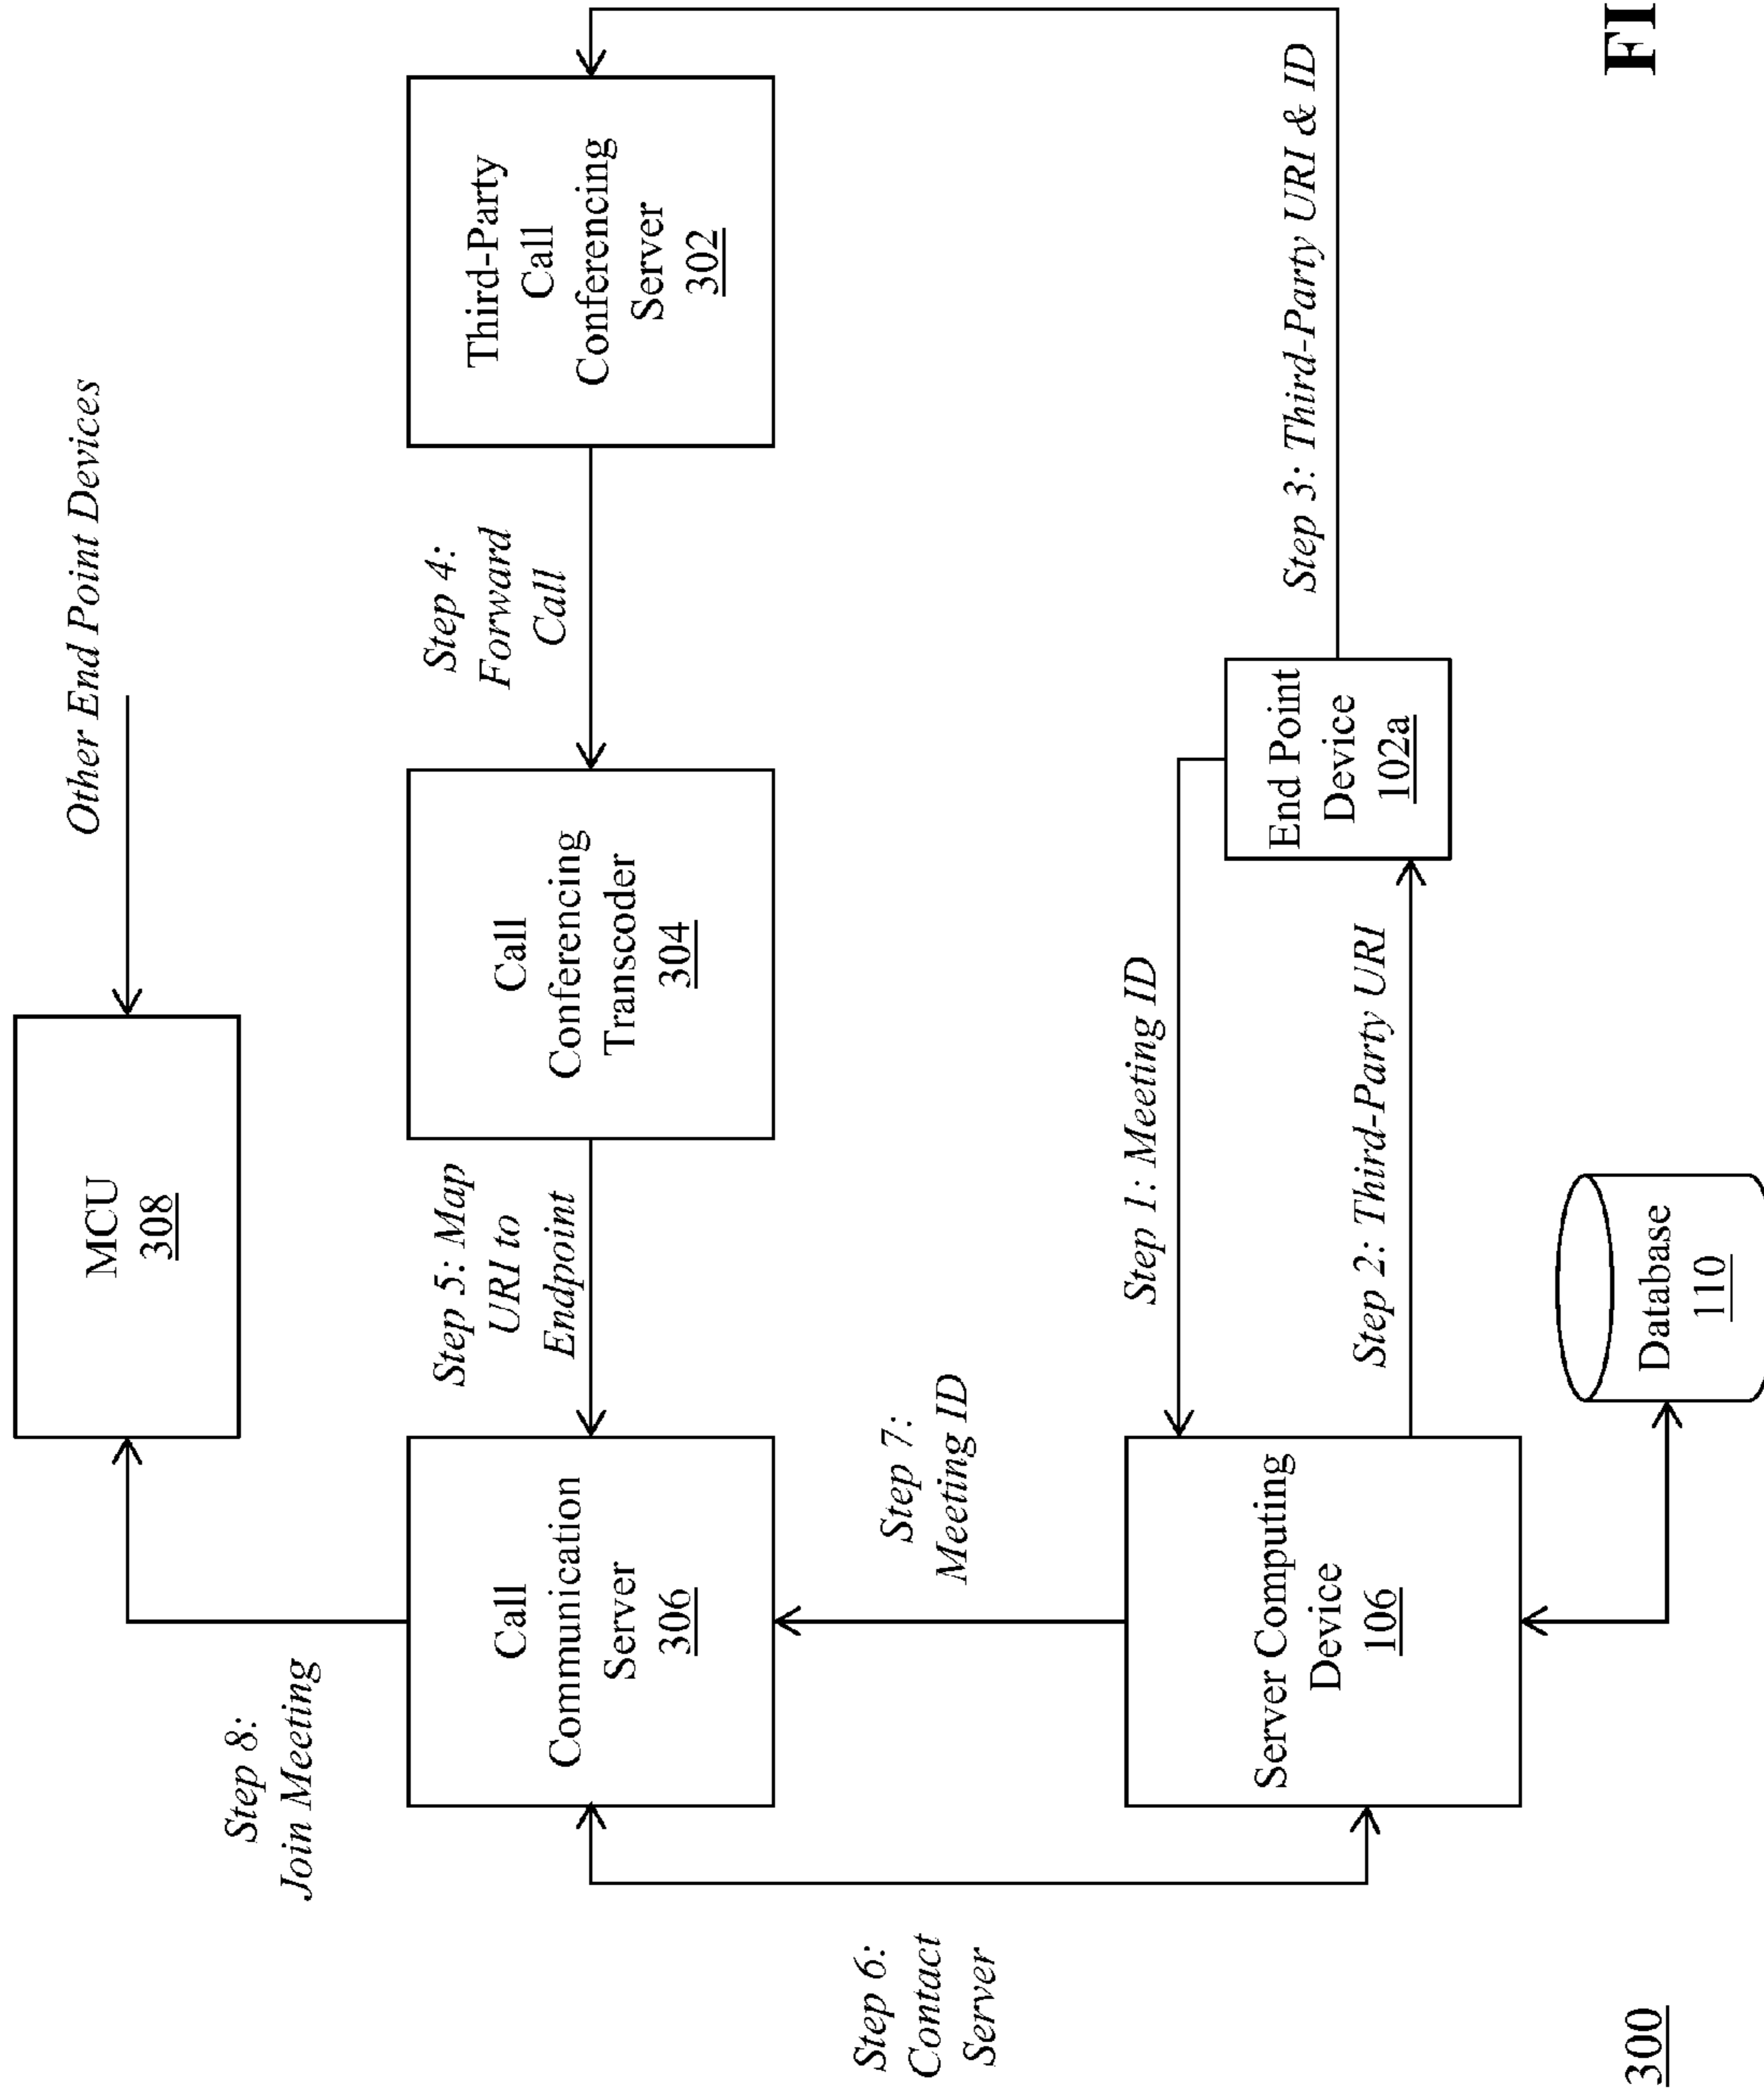 Other End Point Devices
MCU
308
Step 8:
Join Meeting
Call
Communication
Server
306
Step 5: Map
URI to
Endpoint
Call
Conferencing
Transcoder
304
Step 4:
Forward
Call
Third-Party
Call
Conferencing
Server
302
Step 6:
Contact
Server
Step 7:
Meeting ID
Step 1: Meeting ID
Server Computing
Device
106
End Point
Device
102a
Step 3: Third-Party URI & ID
Step 2: Third-Party URI
Database
110
300
FI